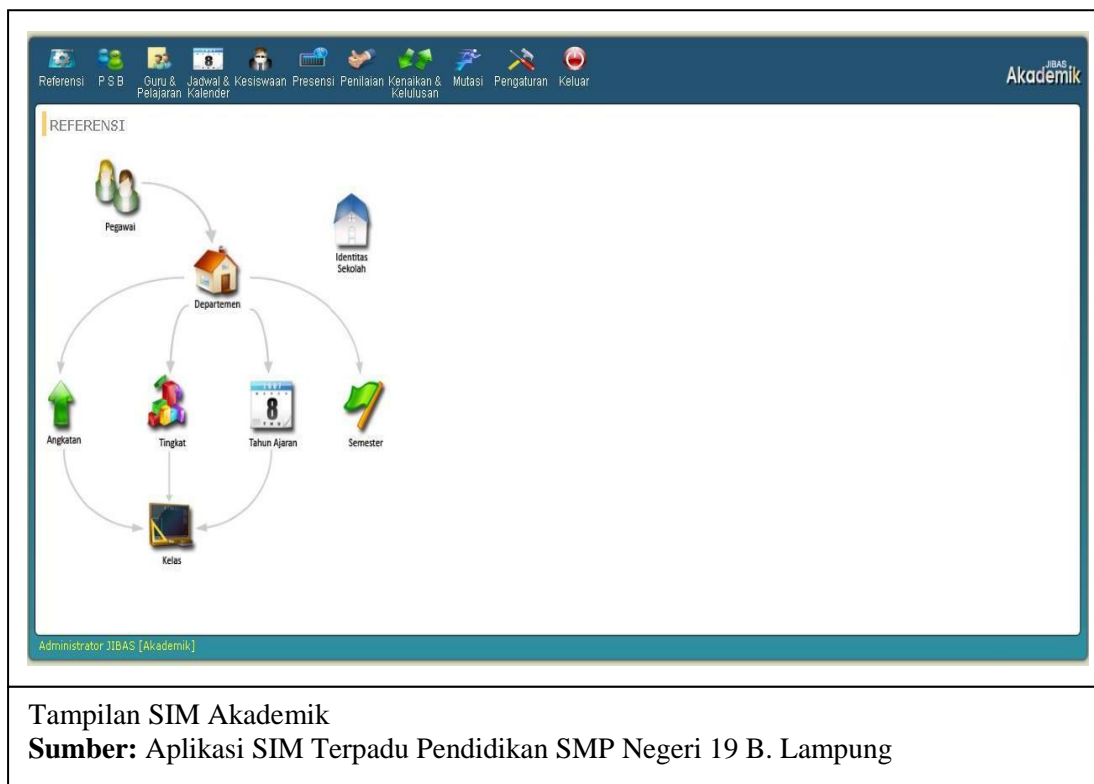 Referensi P S B Guru & Pelajaran Jadwal & Kalender Kesiswaan Presensi Penilaian Kenaikan & Kelulusan Mutasi Pengaturan Keluar
JIBAS
Akademik
REFERENSI
Pegawai
Identitas
Sekolah
Departemen
Angkatan Tingkat Tahun Ajaran Semester
8
8
Kelas
Administrator JIBAS [Akademik]
Tampilan SIM Akademik
Sumber: Aplikasi SIM Terpadu Pendidikan SMP Negeri 19 B. Lampung